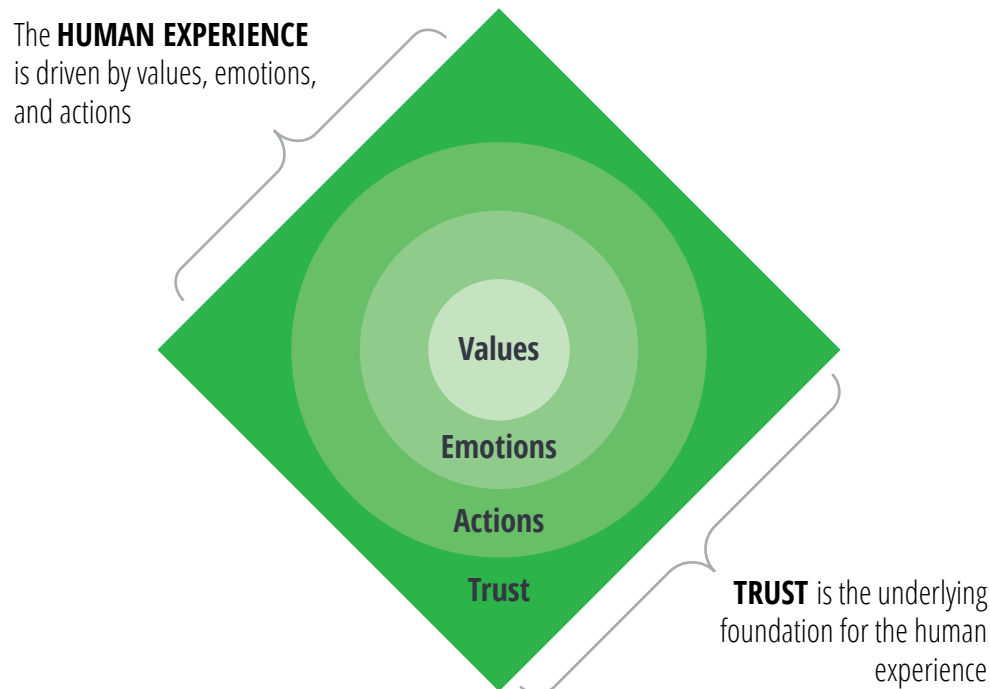 The HUMAN EXPERIENCE
is driven by values, emotions,
and actions
Values
Emotions
Actions
Trust
TRUST is the underlying
foundation for the human
experience